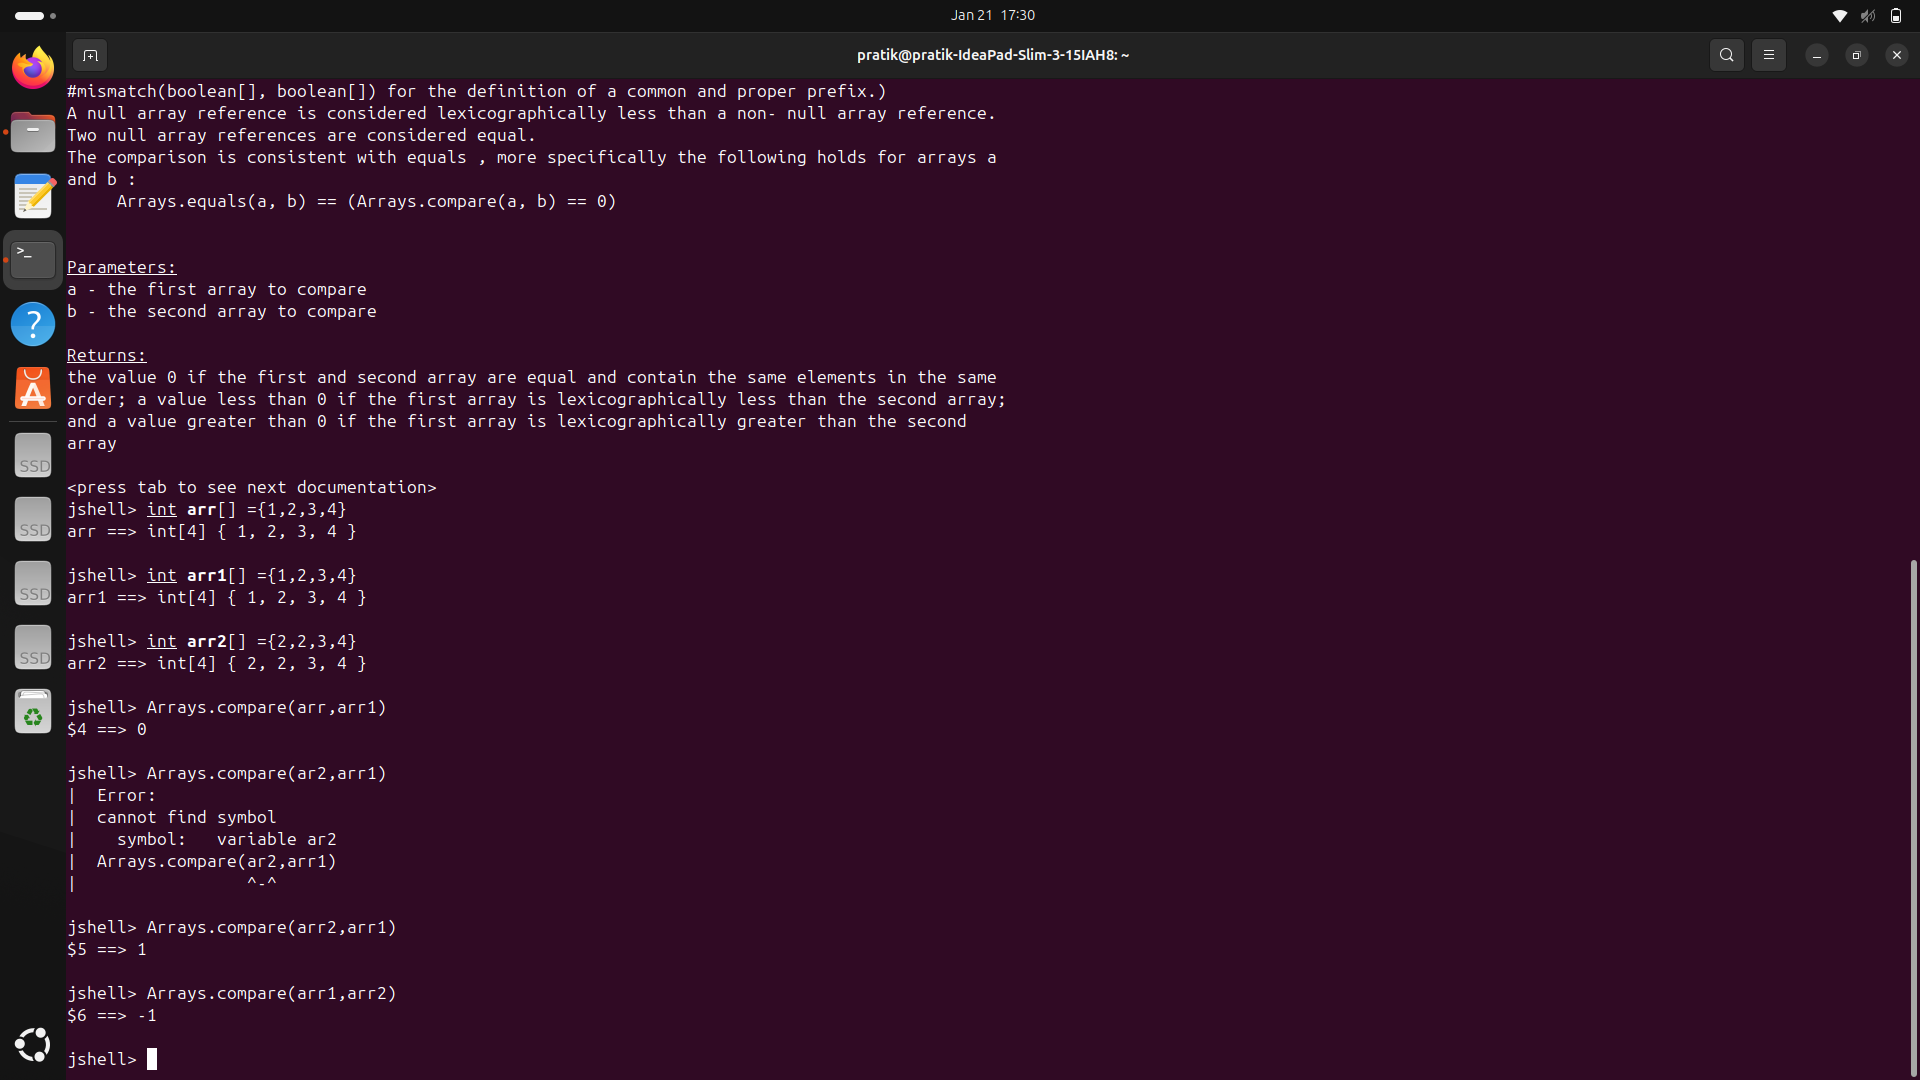 Jan 21 17:30
pratik@pratik-IdeaPad-Slim-3-15IAH8: ~
#mismatch(boolean[], boolean[]) for the definition of a common and proper prefix.)
A null array reference is considered lexicographically less than a non- null array reference.
Two null array references are considered equal.
The comparison is consistent with equals , more specifically the following holds for arrays a
and b :
     Arrays.equals(a, b) == (Arrays.compare(a, b) == 0)
Parameters:
a - the first array to compare
b - the second array to compare
Returns:
the value 0 if the first and second array are equal and contain the same elements in the same
order; a value less than 0 if the first array is lexicographically less than the second array;
and a value greater than 0 if the first array is lexicographically greater than the second
array
<press tab to see next documentation>
jshell> int arr[] ={1,2,3,4}
arr ==> int[4] { 1, 2, 3, 4 }
jshell> int arr1[] ={1,2,3,4}
arr1 ==> int[4] { 1, 2, 3, 4 }
jshell> int arr2[] ={2,2,3,4}
arr2 ==> int[4] { 2, 2, 3, 4 }
jshell> Arrays.compare(arr,arr1)
$4 ==> 0
jshell> Arrays.compare(ar2,arr1)
|  Error:
|  cannot find symbol
|    symbol:   variable ar2
|  Arrays.compare(ar2,arr1)
|                 ^-^
jshell> Arrays.compare(arr2,arr1)
$5 ==> 1
jshell> Arrays.compare(arr1,arr2)
$6 ==> -1
jshell>
>_
?
SSD
SSD
SSD
SSD